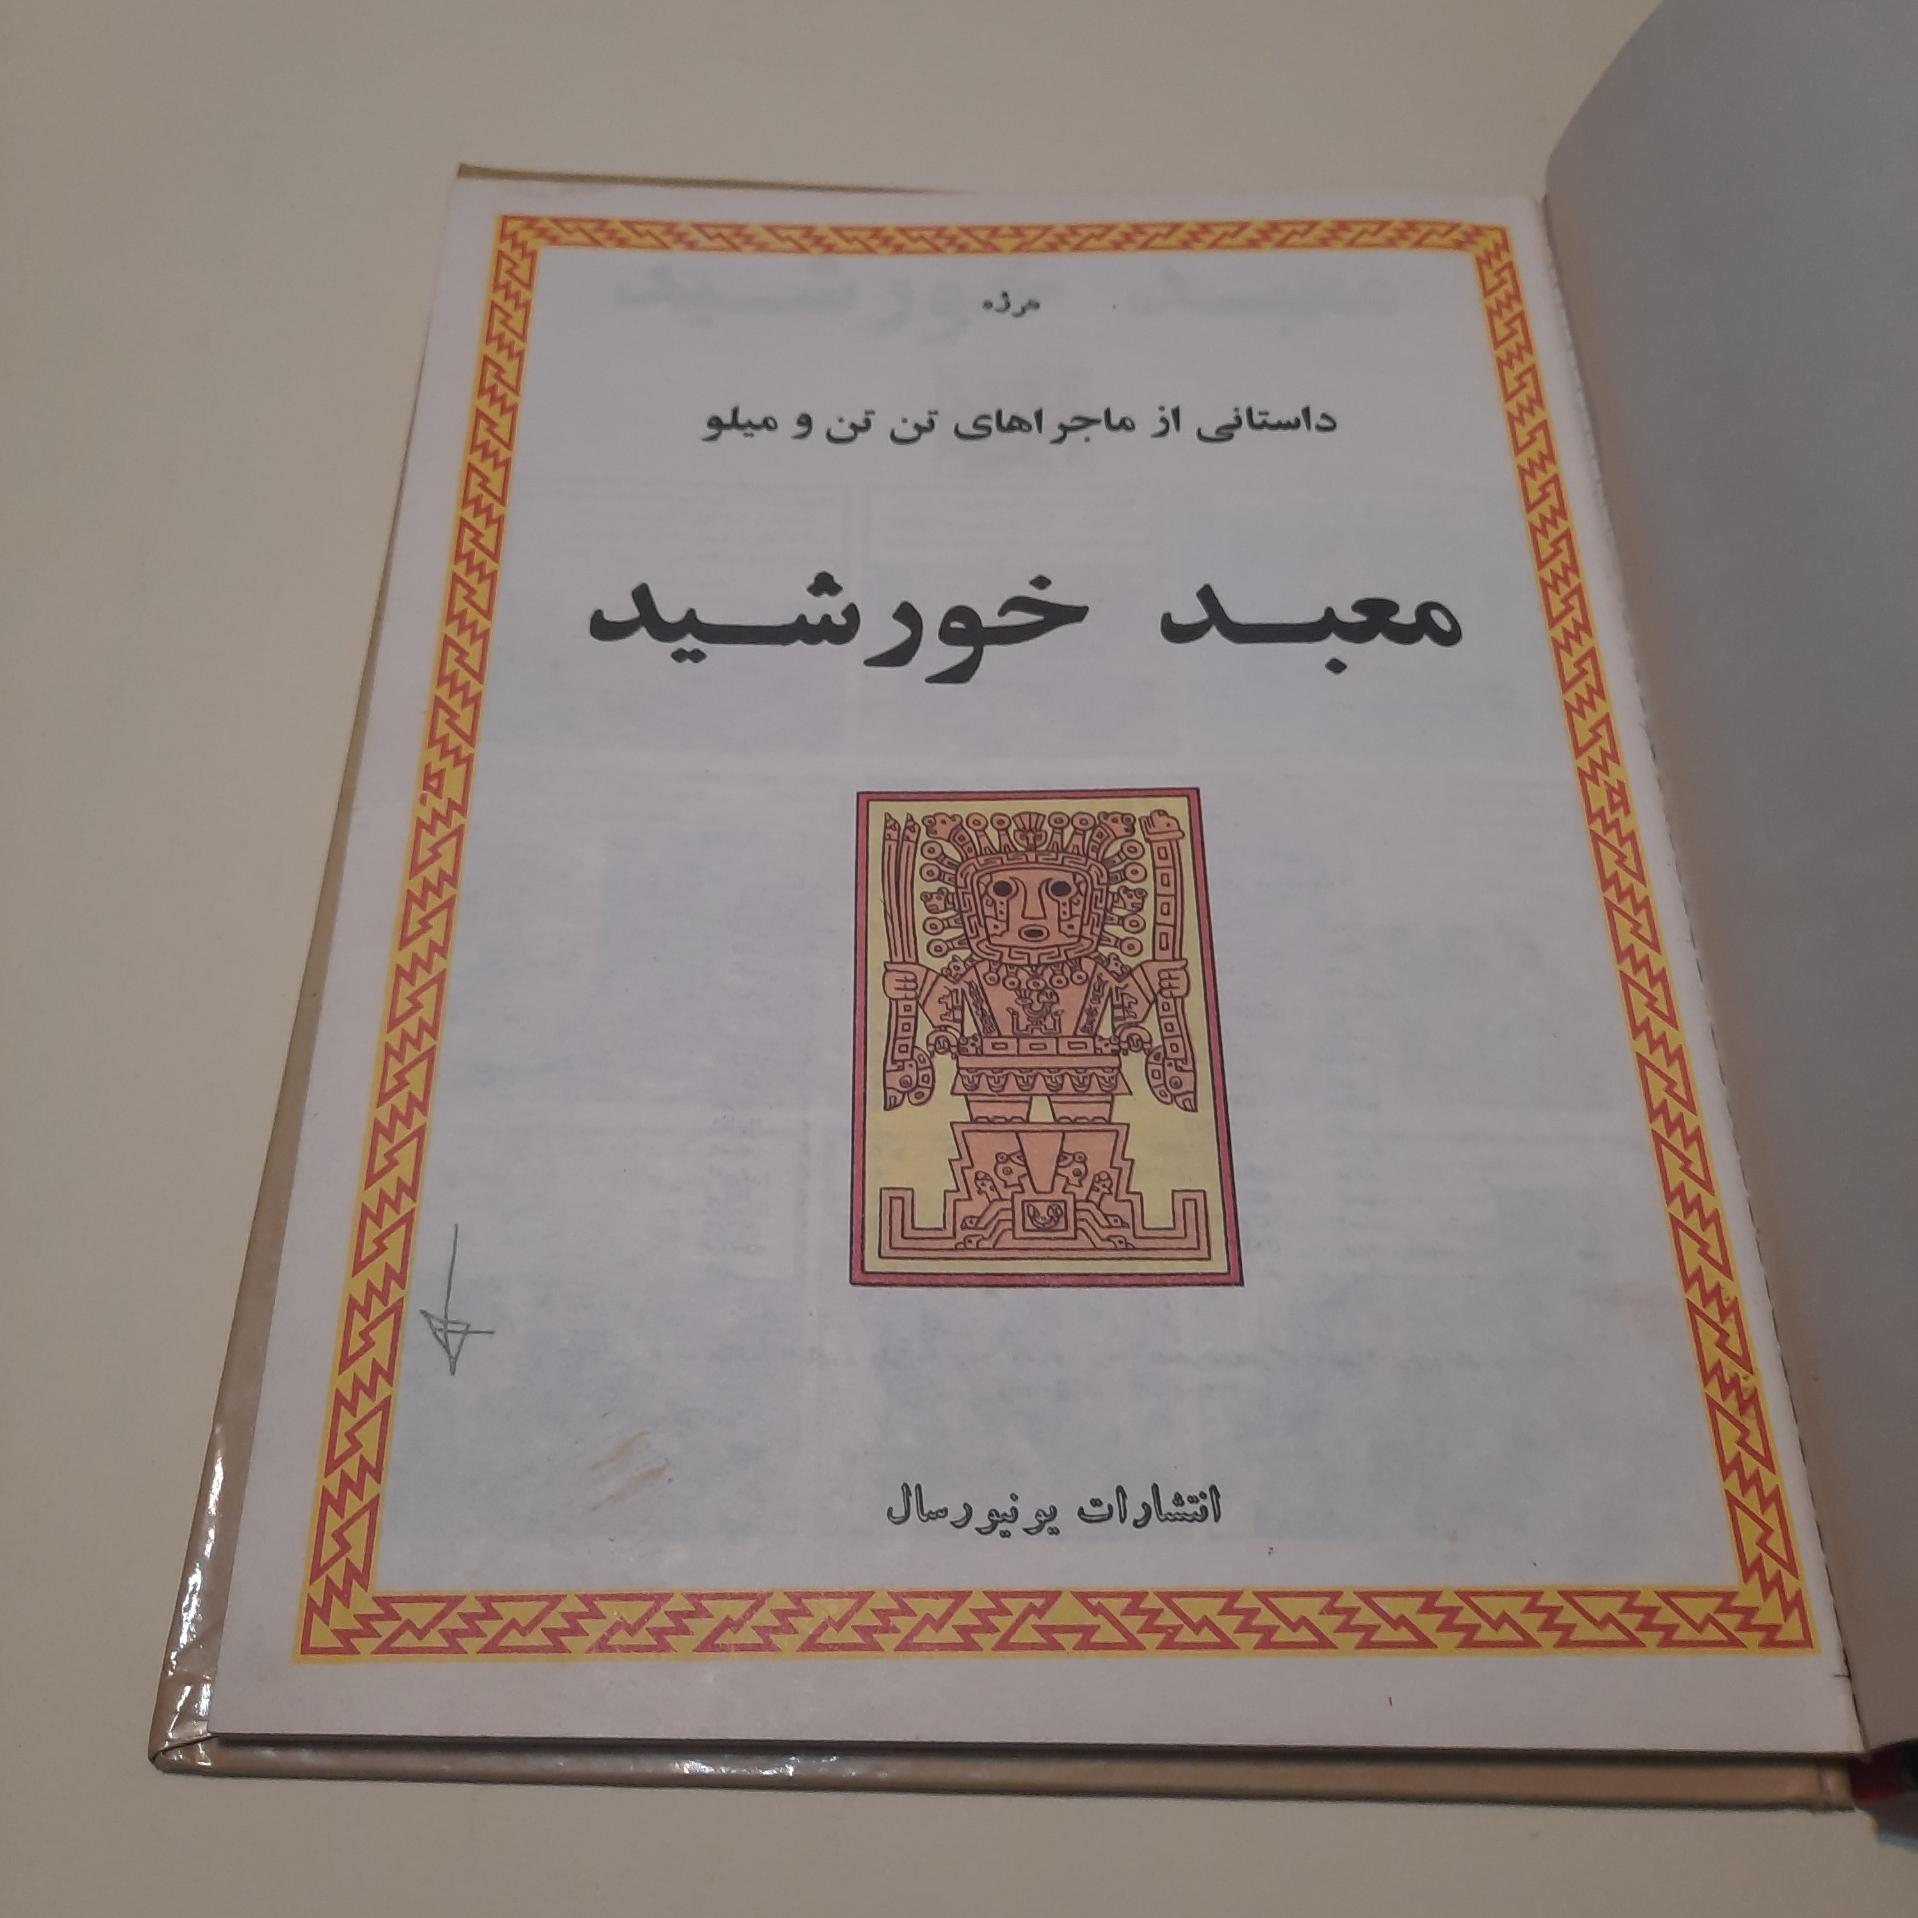 هرژه
داستانی از ماجراهای تن تن و میلو
معبد خورشید
انتشارات یونیورسال